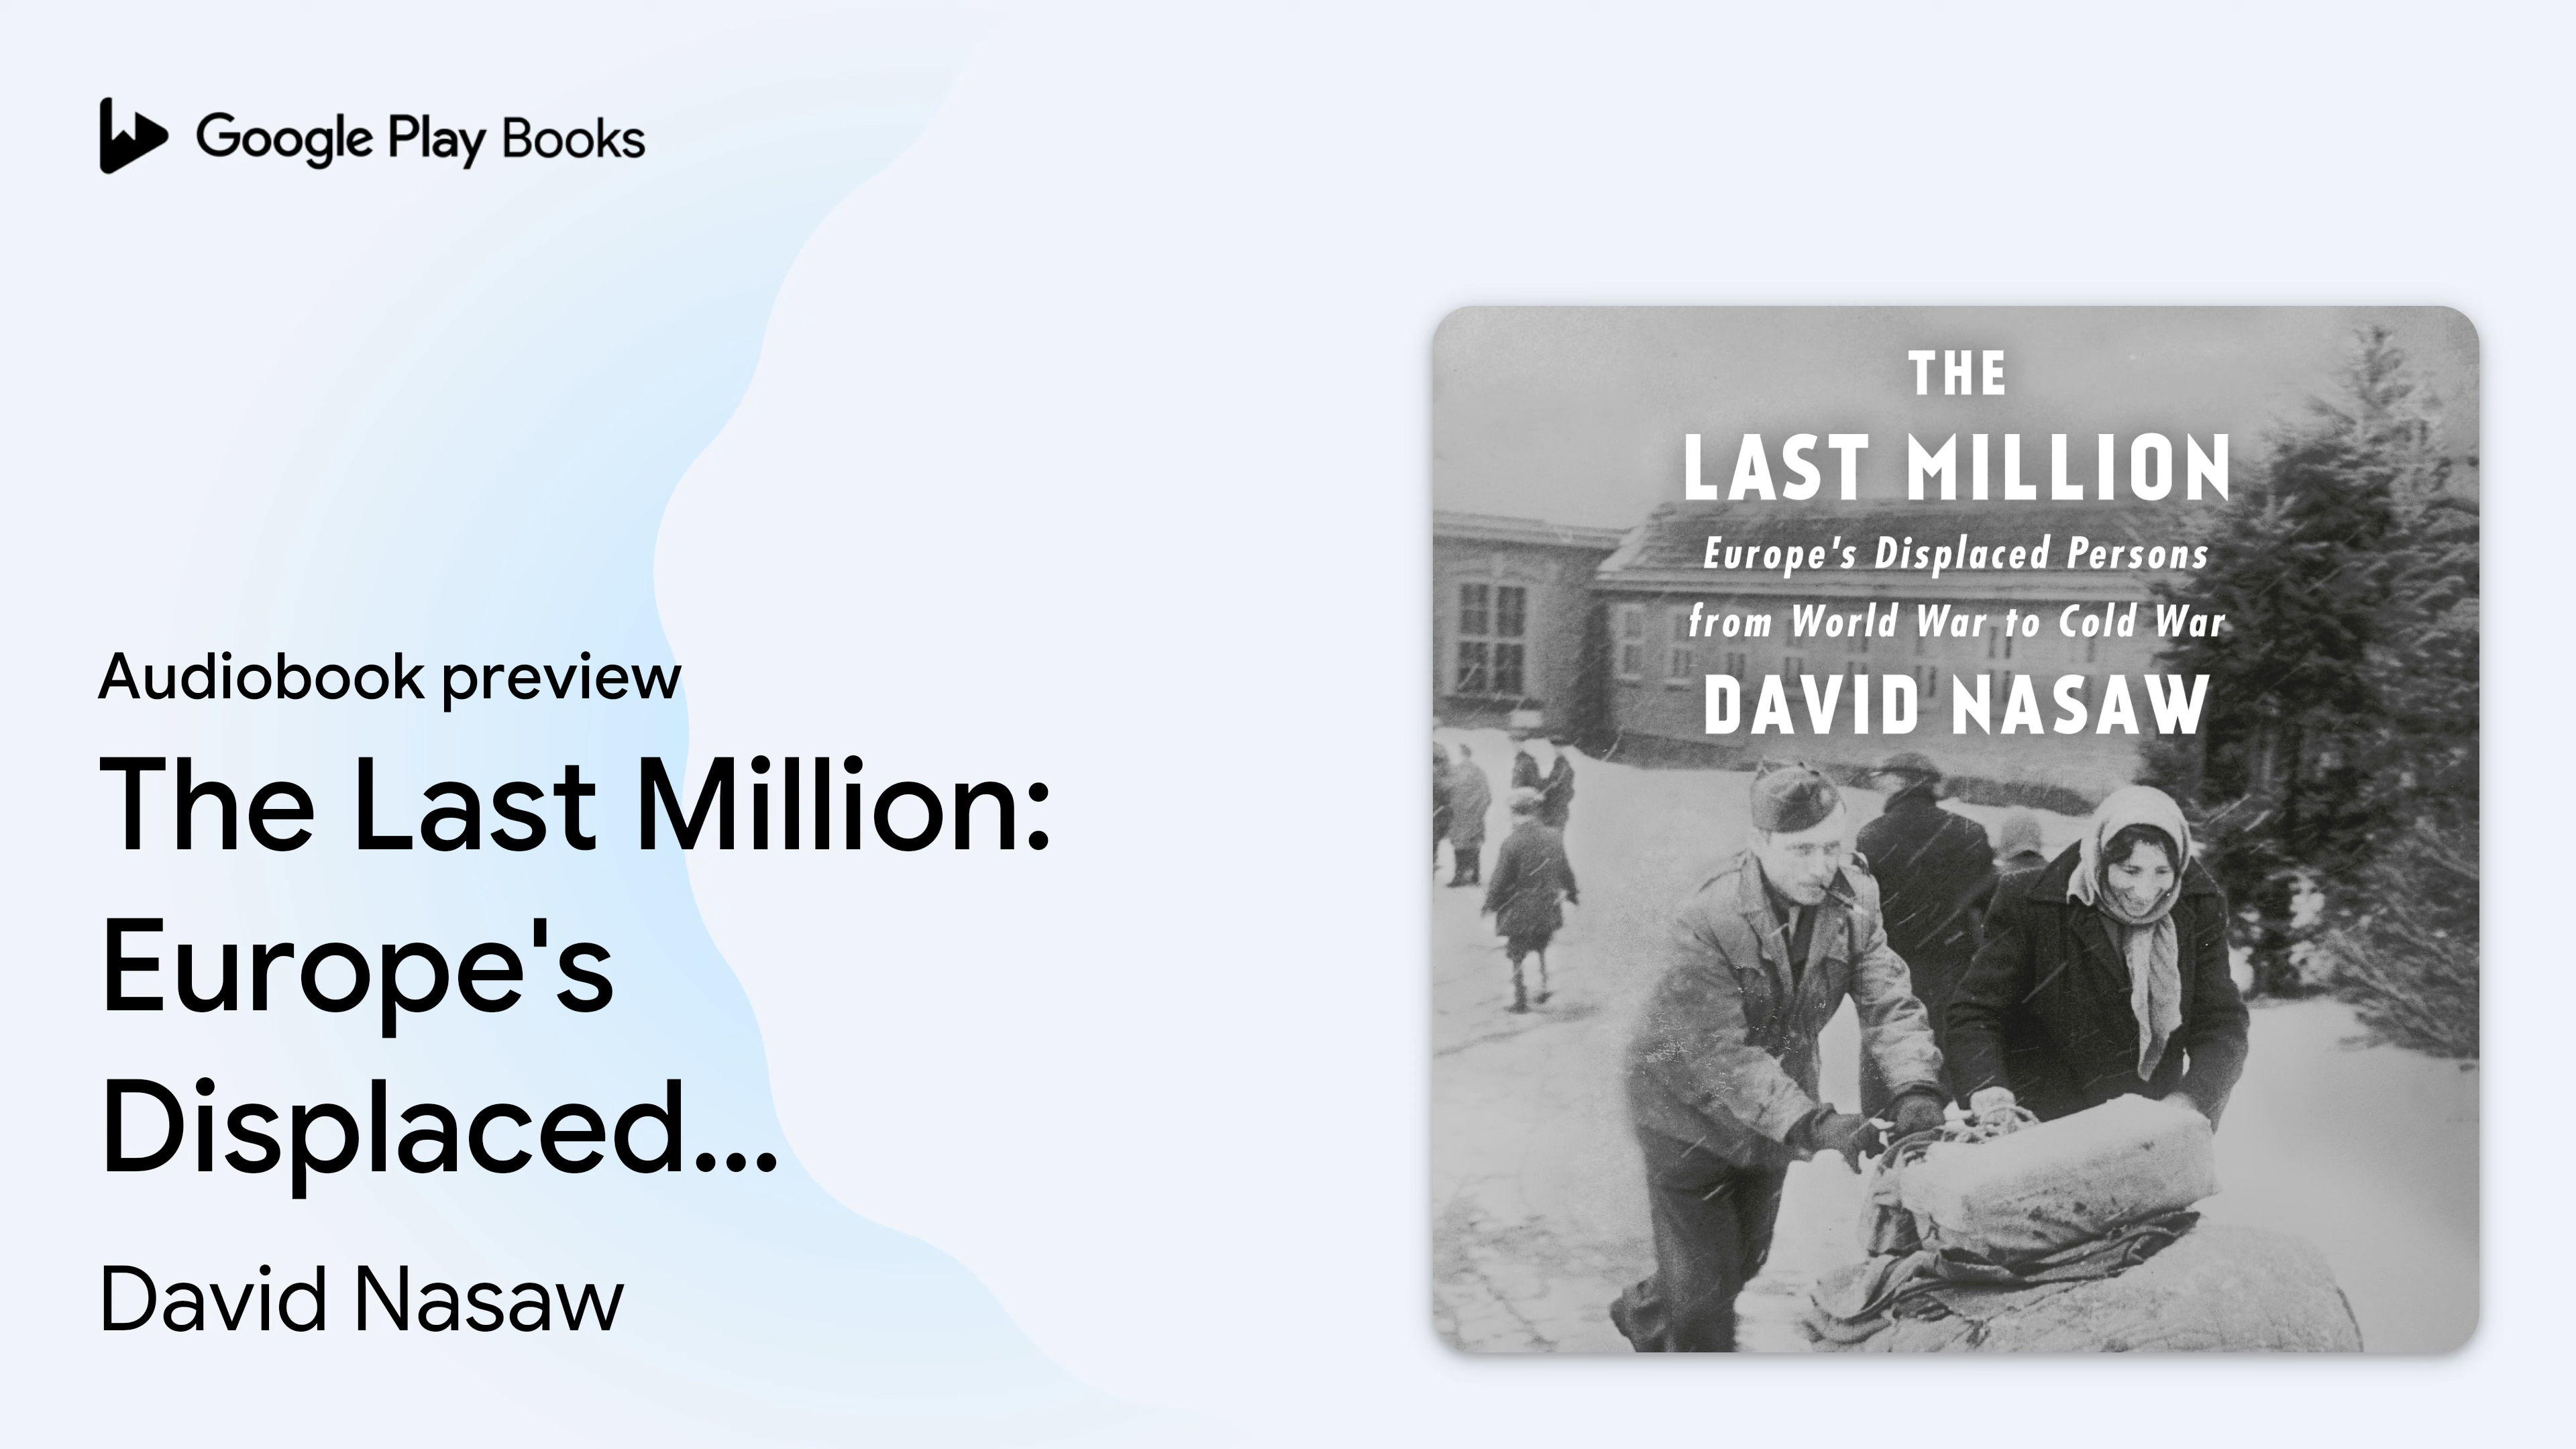 Google Play Books
Audiobook preview
The Last Million:
Europe's
Displaced...
David Nasaw
THE
LAST MILLION
Europe's Displaced Persons
from World War to Cold War
DAVID NASAW